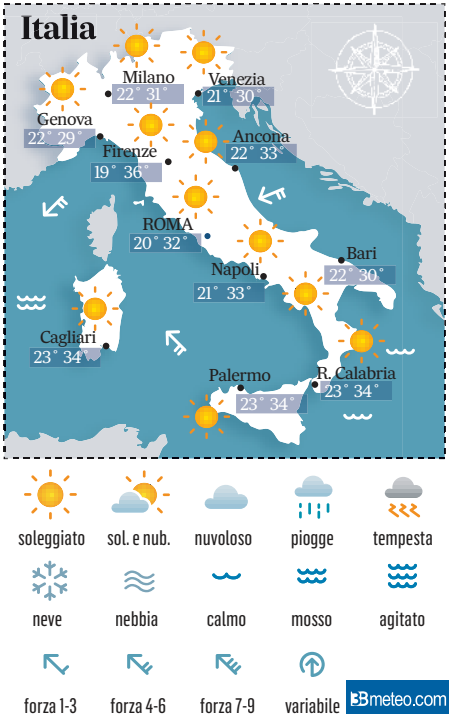 Italia
Milano
22° 31°
Venezia
21° 30°
Genova
22° 29°
Ancona
22° 33°
Firenze
19° 36°
ROMA
20° 32°
Bari
22° 30°
Napoli
21° 33°
Cagliari
23° 34°
Palermo
23° 34°
R. Calabria
23° 34°
soleggiato sol. e nub. nuvoloso piogge tempesta
neve nebbia calmo mosso agitato
forza 1-3 forza 4-6 forza 7-9 variabile
3Bmeteo.com